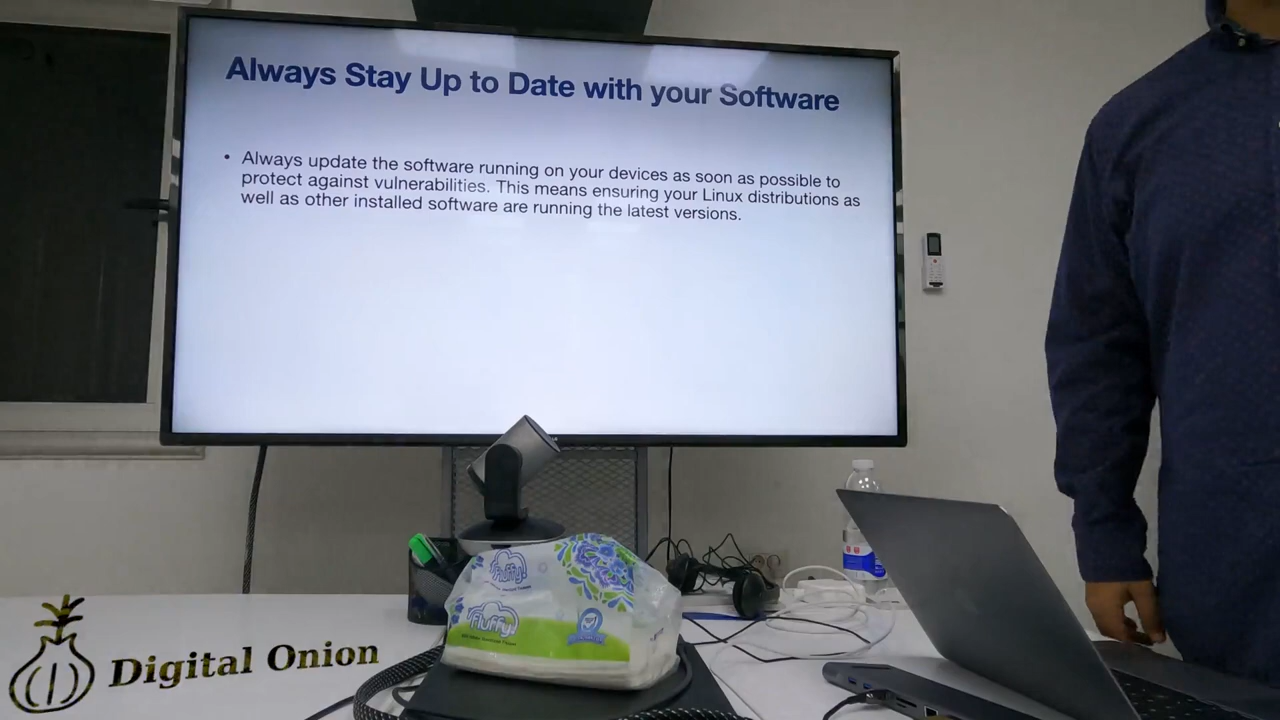 Always Stay Up to Date with your Software
• Always update the software running on your devices as soon as possible to
protect against vulnerabilities. This means ensuring your Linux distributions as
well as other installed software are running the latest versions.
Fluffy
Fluffy
Digital Onion